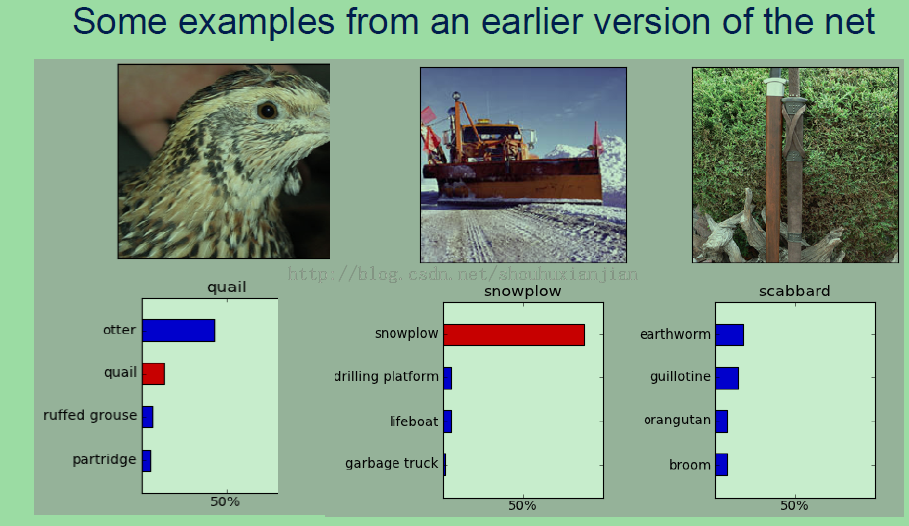 Some examples from an earlier version of the net
http://blog.csdn.net/shouhuxianjian
quail
otter
quail
ruffed grouse
partridge
50%
snowplow
snowplow
drilling platform
lifeboat
garbage truck
50%
scabbard
earthworm
guillotine
orangutan
broom
50%